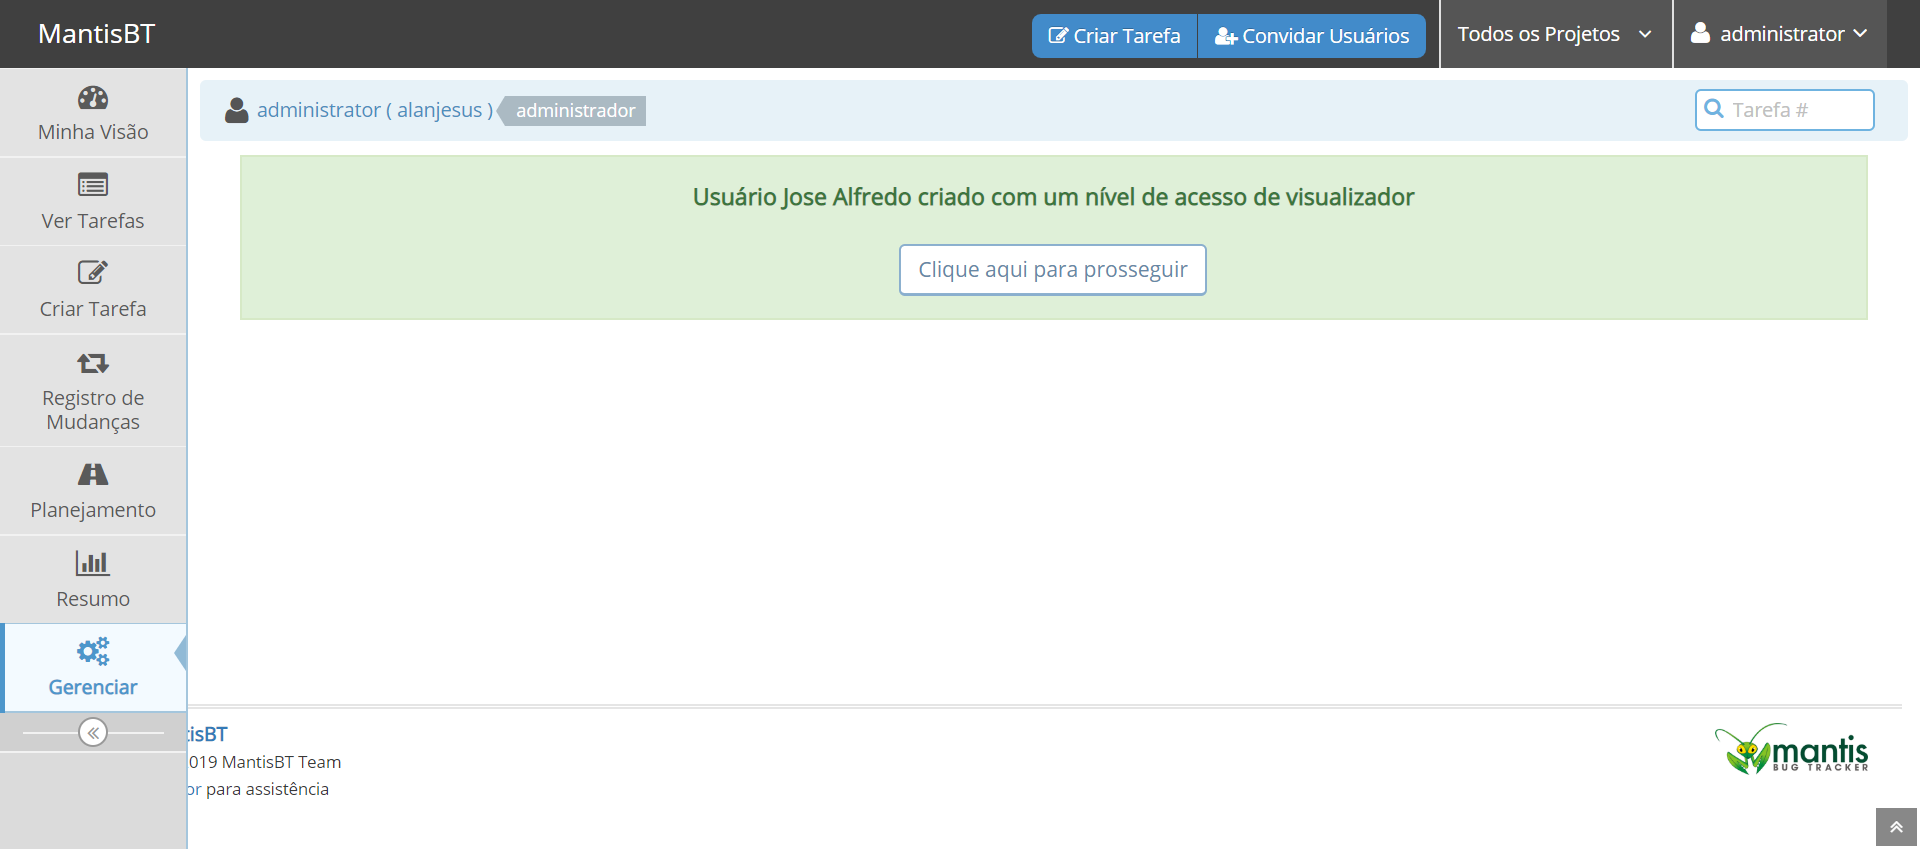 MantisBT
Criar Tarefa
Convidar Usuários
Todos os Projetos
administrator
Minha Visão
Ver Tarefas
Criar Tarefa
Registro de
Mudanças
Planejamento
Resumo
Gerenciar
administrator ( alanjesus )
administrador
Tarefa #
Usuário Jose Alfredo criado com um nível de acesso de visualizador
Clique aqui para prosseguir
tisBT
019 MantisBT Team
or para assistência
mantis
BUG TRACKER